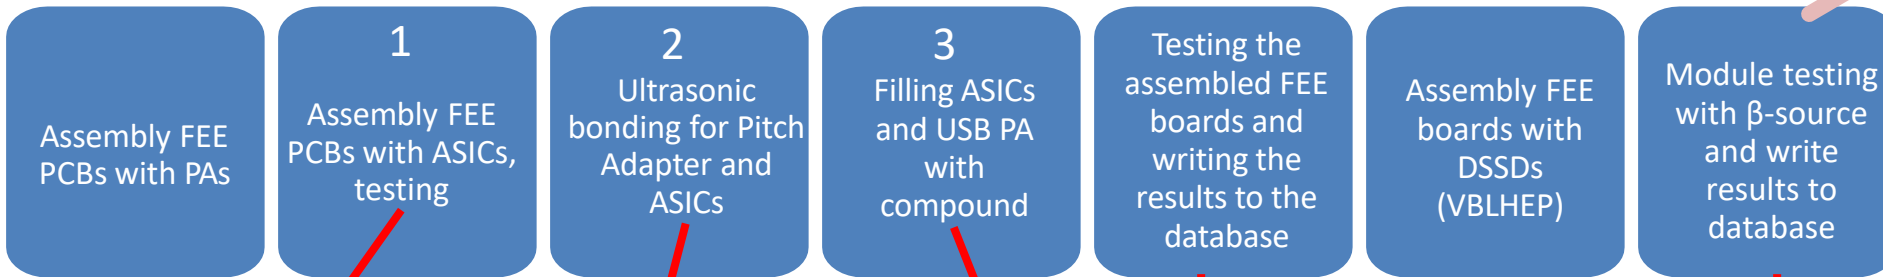 Assembly FEE
PCBs with PAs
1
Assembly FEE
PCBs with ASICs,
testing
2
Ultrasonic
bonding for Pitch
Adapter and
ASICs
3
Filling ASICs
and USB PA
with
compound
Testing the
assembled FEE
boards and
writing the
results to the
database
Assembly FEE
boards with
DSSDs
(VBLHEP)
Module testing
with β-source
and write
results to
database